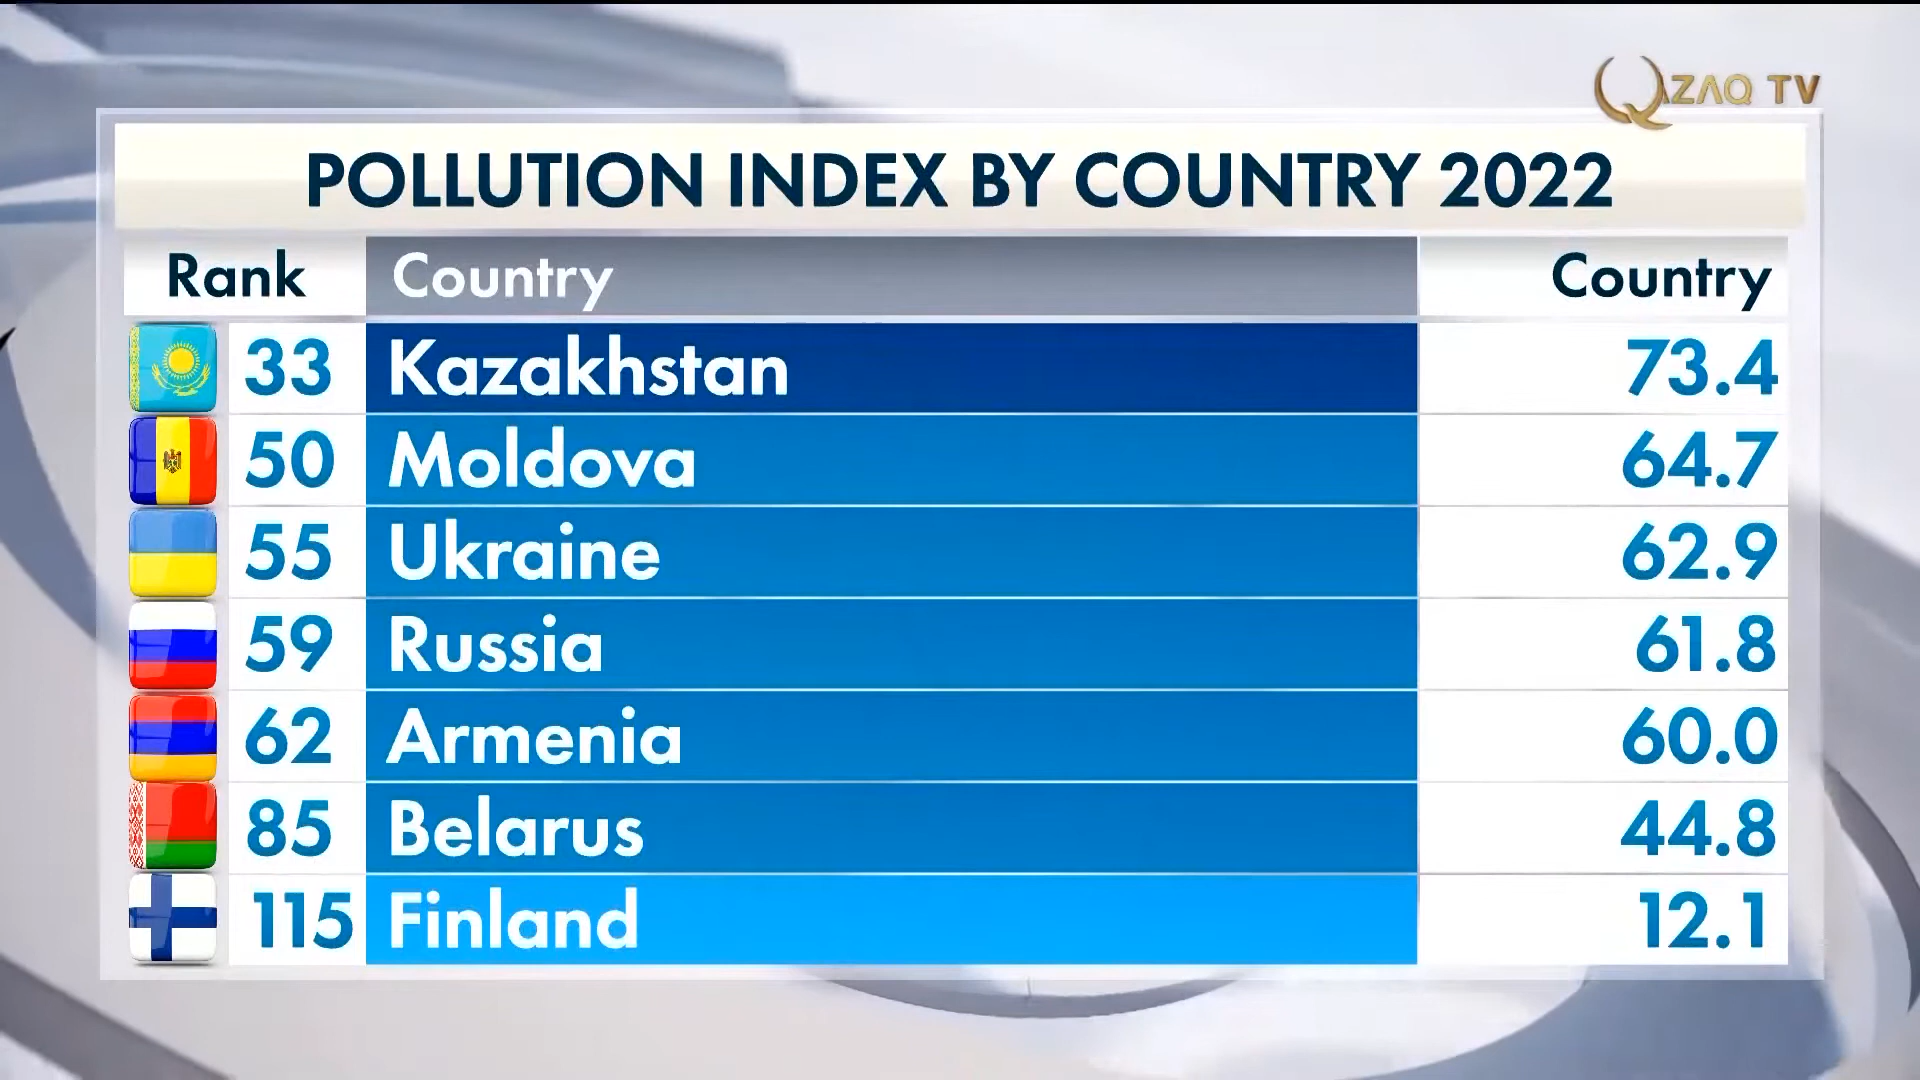 QAZAQ TV
POLLUTION INDEX BY COUNTRY 2022
Rank Country Country
33 Kazakhstan 73.4
50 Moldova 64.7
55 Ukraine 62.9
59 Russia 61.8
62 Armenia 60.0
85 Belarus 44.8
115 Finland 12.1